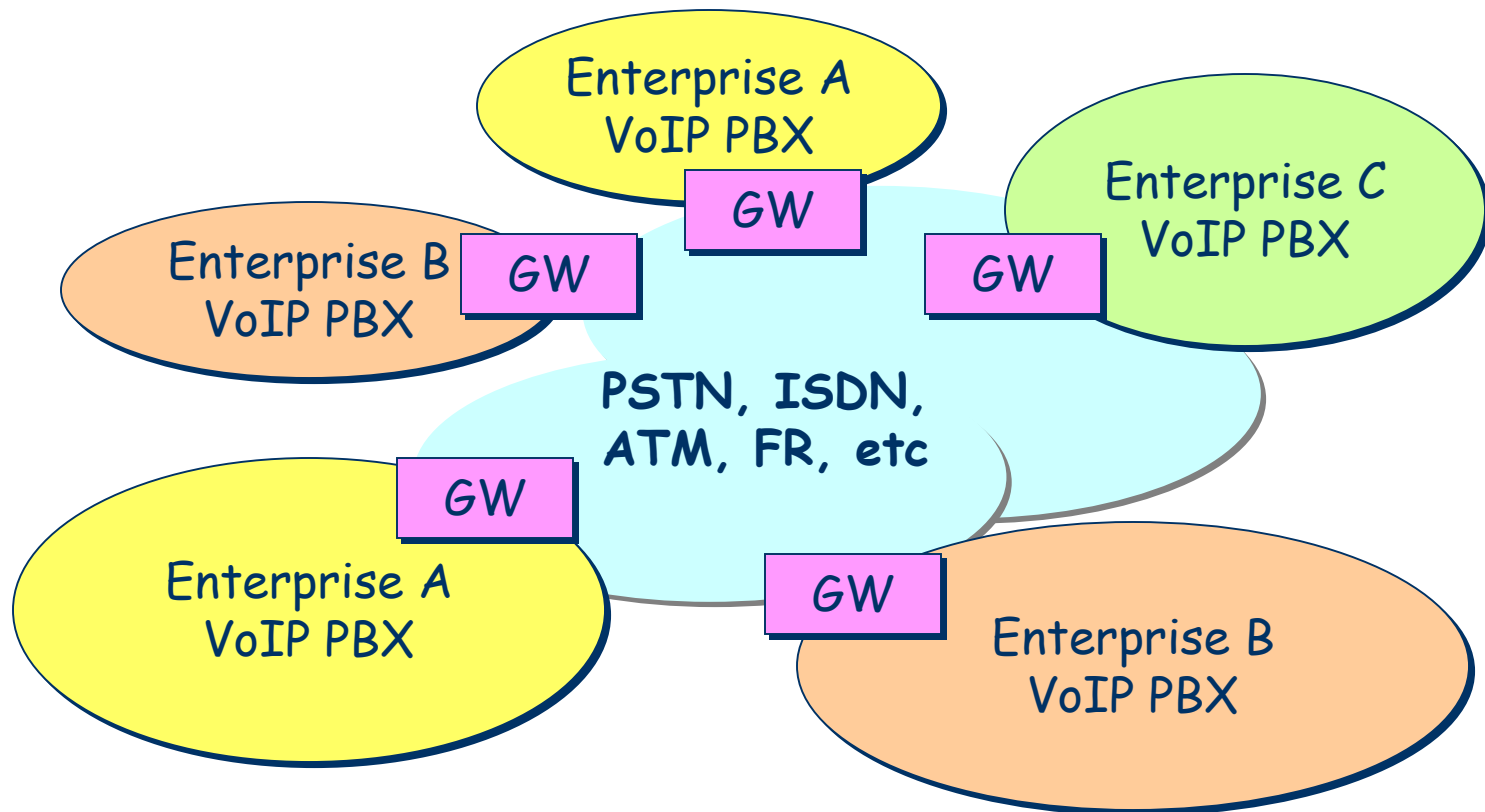 Enterprise A
VoIP PBX
GW
Enterprise C
VoIP PBX
GW
Enterprise B
VoIP PBX
GW
PSTN, ISDN,
ATM, FR, etc
GW
Enterprise A
VoIP PBX
GW
Enterprise B
VoIP PBX